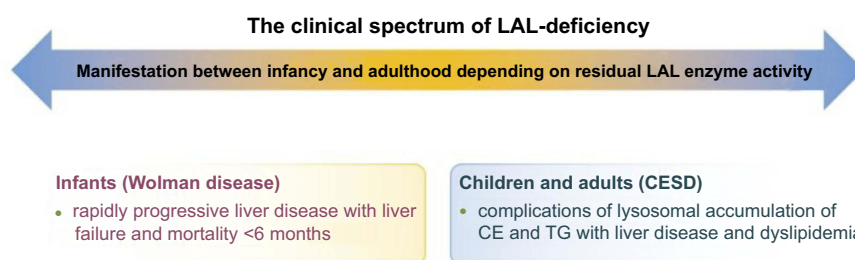 The clinical spectrum of LAL-deficiency
Manifestation between infancy and adulthood depending on residual LAL enzyme activity
Infants (Wolman disease)
• rapidly progressive liver disease with liver
failure and mortality <6 months
Children and adults (CESD)
• complications of lysosomal accumulation of
CE and TG with liver disease and dyslipidemia